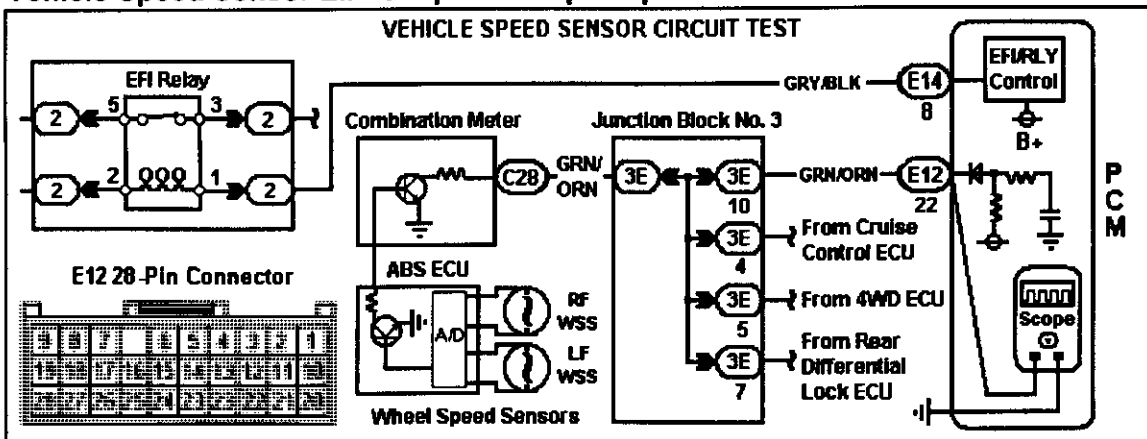 VEHICLE SPEED SENSOR CIRCUIT TEST
EFI Relay
5
3
2
2
2
1
2
2
GRY/BLK
E14
8
EFI/RLY
Control
B+
Combination Meter
C28
GRN/
ORN
Junction Block No. 3
3E
3E
10
GRN/ORN
E12
22
3E
4
From Cruise
Control ECU
3E
5
From 4WD ECU
3E
7
From Rear
Differential
Lock ECU
P
C
M
Scope
V
ABS ECU
A/D
RF
WSS
LF
WSS
Wheel Speed Sensors
E12 28-Pin Connector